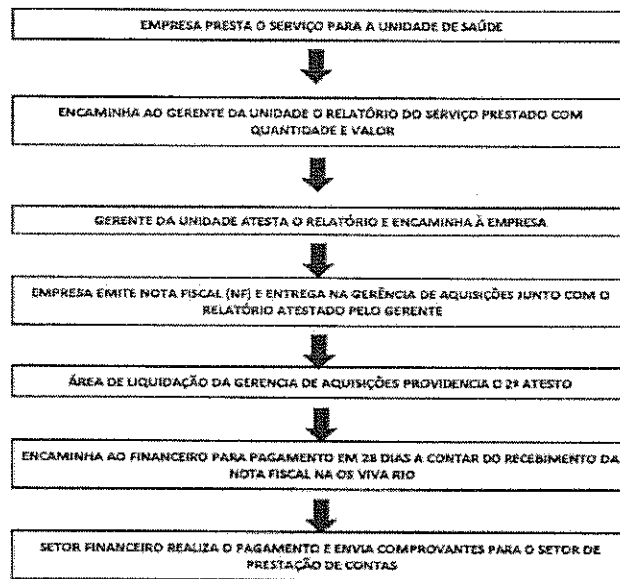 EMPRESA PRESTA O SERVIÇO PARA A UNIDADE DE SAÚDE
ENCAMINHA AO GERENTE DA UNIDADE O RELATÓRIO DO SERVIÇO PRESTADO COM
QUANTIDADE E VALOR
GERENTE DA UNIDADE ATESTA O RELATÓRIO E ENCAMINHA À EMPRESA
EMPRESA EMITE NOTA FISCAL (NF) E ENTREGA NA GERÊNCIA DE AQUISIÇÕES JUNTO COM O
RELATÓRIO ATESTADO PELO GERENTE
ÁREA DE LIQUIDAÇÃO DA GERENCIA DE AQUISIÇÕES PROVIDENCIA O 2º ATESTO
ENCAMINHA AO FINANCEIRO PARA PAGAMENTO EM 28 DIAS A CONTAR DO RECEBIMENTO DA
NOTA FISCAL NA OS VIVA RIO
SETOR FINANCEIRO REALIZA O PAGAMENTO E ENVIA COMPROVANTES PARA O SETOR DE
PRESTAÇÃO DE CONTAS